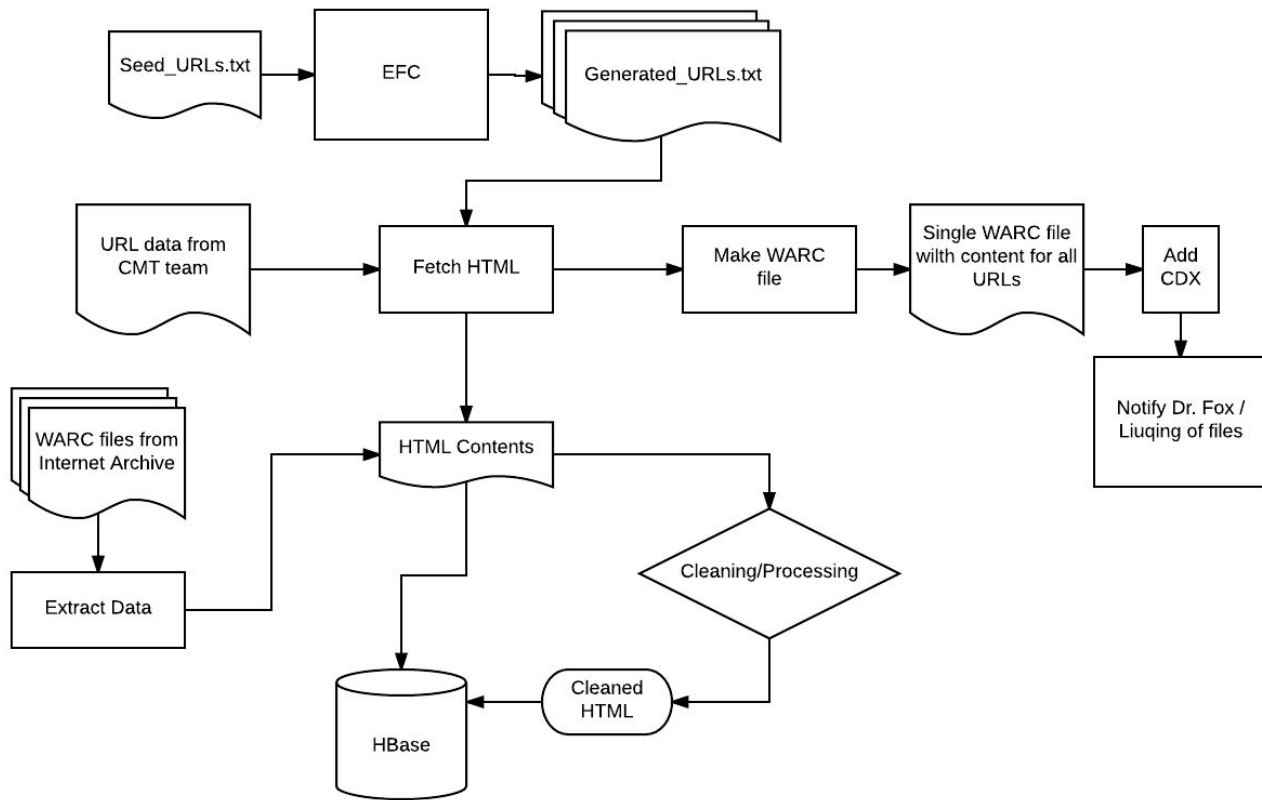 Seed_URLs.txt
EFC
Generated_URLs.txt
URL data from
CMT team
Fetch HTML
Make WARC
file
Single WARC file
wilth content for all
URLs
Add
CDX
Notify Dr. Fox /
Liuqing of files
WARC files from
Internet Archive
HTML Contents
Extract Data
Cleaning/Processing
Cleaned
HTML
HBase